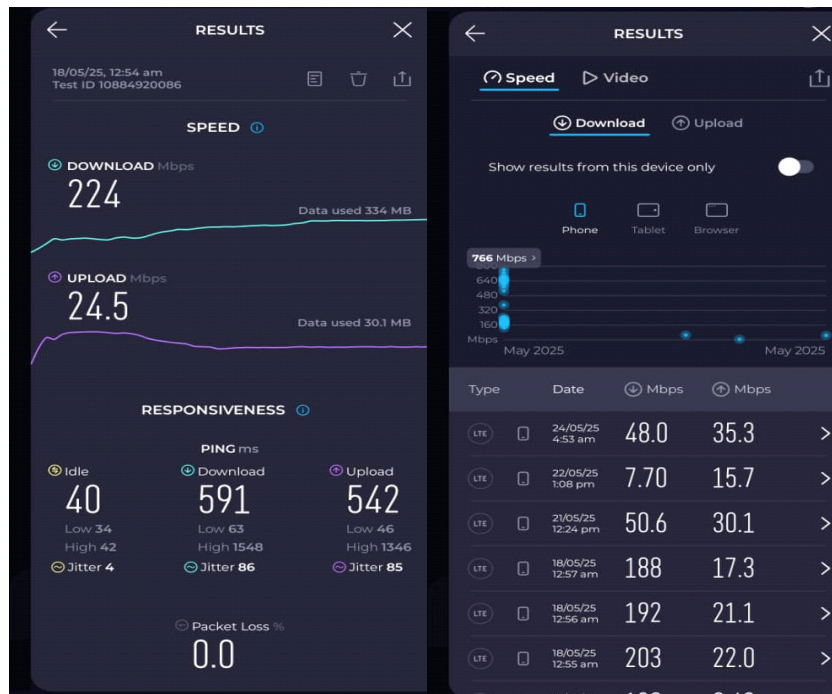 RESULTS
18/05/25, 12:54 am
Test ID 10884920086
SPEED
DOWNLOAD Mbps
224
Data used 334 MB
UPLOAD Mbps
24.5
Data used 30.1 MB
RESPONSIVENESS
PING ms
Idle Download Upload
40 591 542
Low 34 Low 63 Low 46
High 42 High 1548 High 1346
Jitter 4 Jitter 86 Jitter 85
Packet Loss %
0.0
RESULTS
Speed Video
Download Upload
Show results from this device only
Phone Tablet Browser
766 Mbps >
640
480
320
160
Mbps
May 2025 May 2025
Type Date Mbps Mbps
LTE 24/05/25 4:53 am 48.0 35.3
LTE 22/05/25 1:08 pm 7.70 15.7
LTE 21/05/25 12:24 pm 50.6 30.1
LTE 18/05/25 12:57 am 188 17.3
LTE 18/05/25 12:56 am 192 21.1
LTE 18/05/25 12:55 am 203 22.0